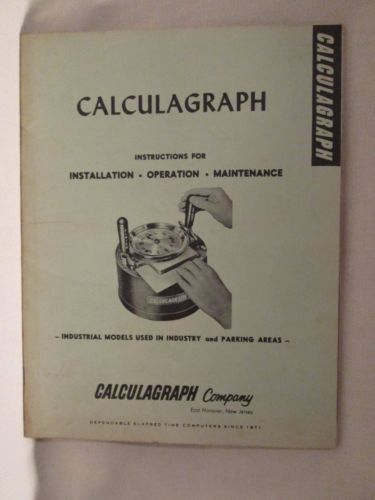 CALCULAGRAPH
CALCULAGRAPH
INSTRUCTIONS FOR
INSTALLATION • OPERATION • MAINTENANCE
CALCULAGRAPH
– INDUSTRIAL MODELS USED IN INDUSTRY and PARKING AREAS –
CALCULAGRAPH Company
East Hanover, New Jersey
DEPENDABLE ELAPSED TIME COMPUTERS SINCE 1871